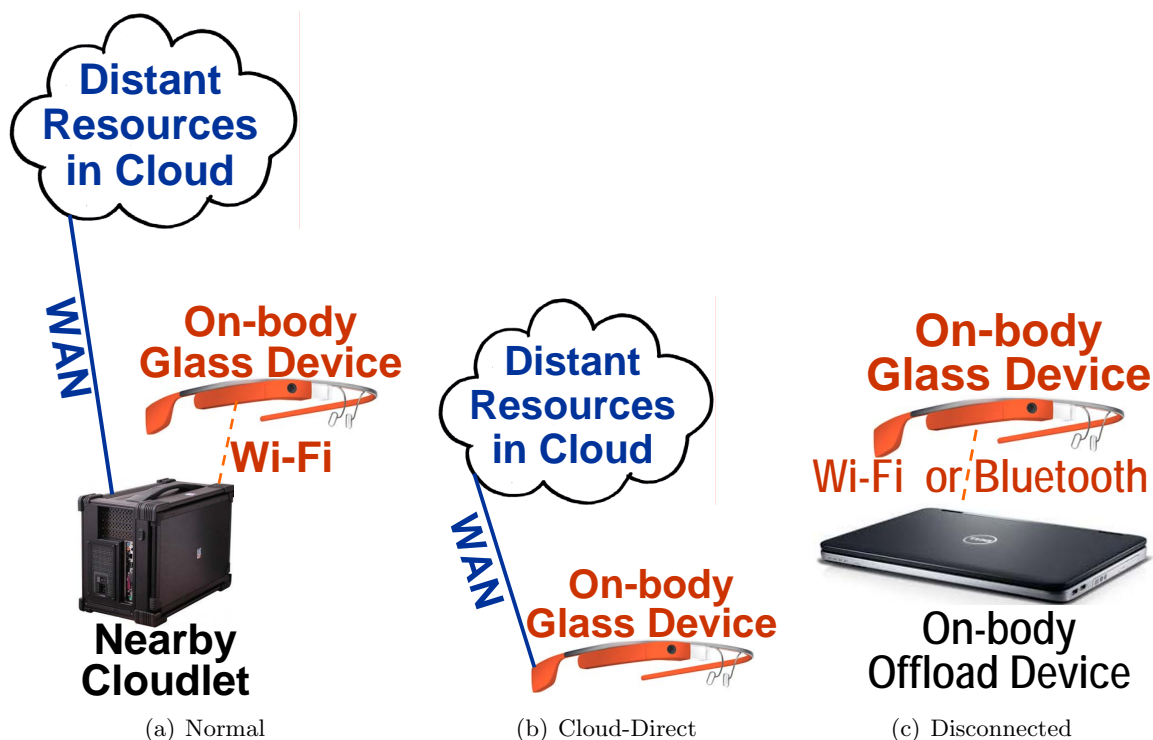 Distant
Resources
in Cloud
WAN
On-body
Glass Device
Wi-Fi
Nearby
Cloudlet
(a) Normal
Distant
Resources
in Cloud
WAN
On-body
Glass Device
(b) Cloud-Direct
On-body
Glass Device
Wi-Fi or Bluetooth
DELL
On-body
Offload Device
(c) Disconnected